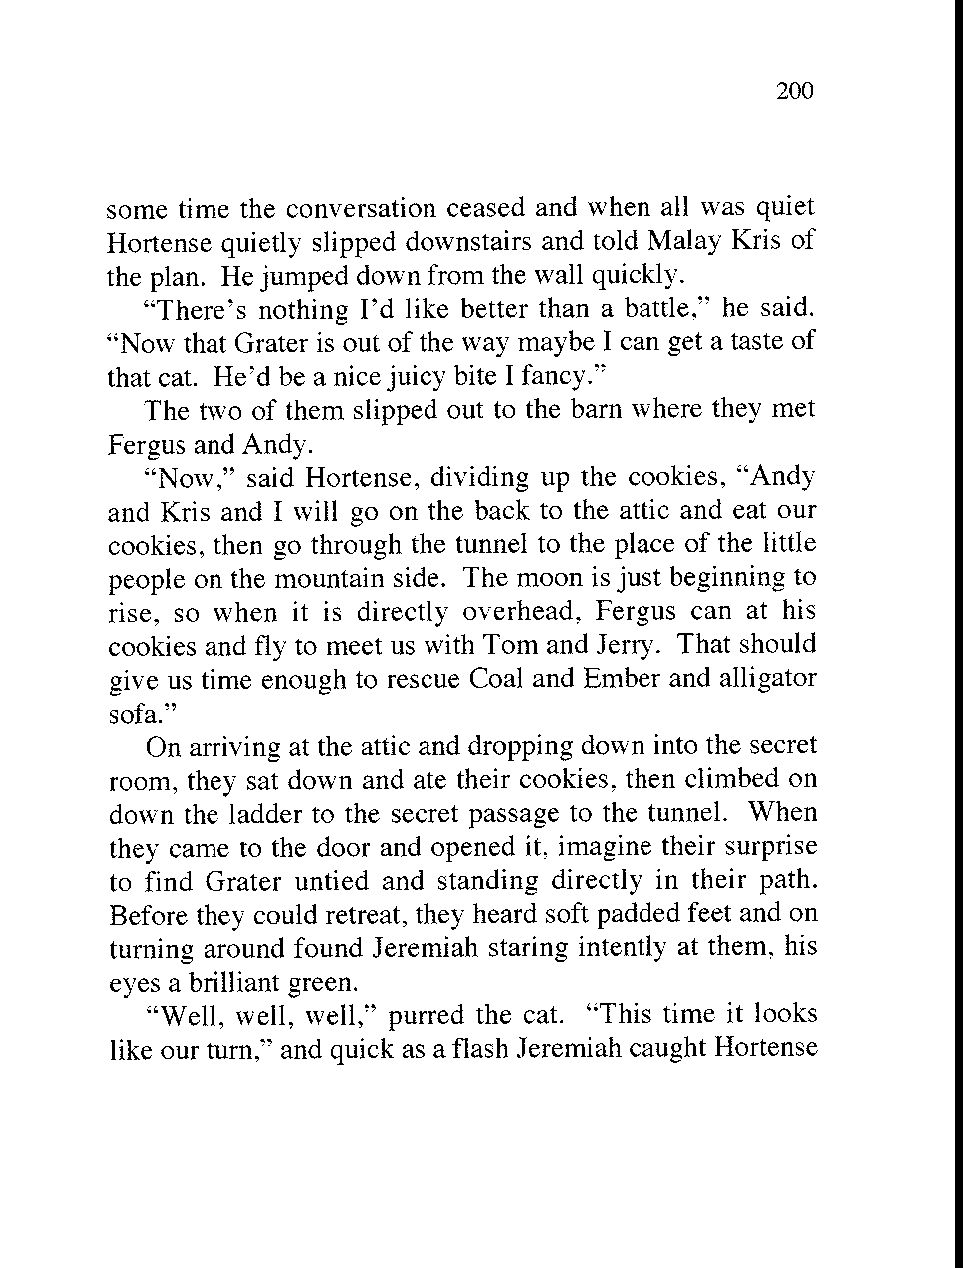 200
some time the conversation ceased and when all was quiet
Hortense quietly slipped downstairs and told Malay Kris of
the plan.  He jumped down from the wall quickly.
“There’s nothing I’d like better than a battle,” he said.
“Now that Grater is out of the way maybe I can get a taste of
that cat.  He’d be a nice juicy bite I fancy.”
The two of them slipped out to the barn where they met
Fergus and Andy.
“Now,” said Hortense, dividing up the cookies, “Andy
and Kris and I will go on the back to the attic and eat our
cookies, then go through the tunnel to the place of the little
people on the mountain side.  The moon is just beginning to
rise, so when it is directly overhead, Fergus can at his
cookies and fly to meet us with Tom and Jerry.  That should
give us time enough to rescue Coal and Ember and alligator
sofa.”
On arriving at the attic and dropping down into the secret
room, they sat down and ate their cookies, then climbed on
down the ladder to the secret passage to the tunnel.  When
they came to the door and opened it, imagine their surprise
to find Grater untied and standing directly in their path.
Before they could retreat, they heard soft padded feet and on
turning around found Jeremiah staring intently at them, his
eyes a brilliant green.
“Well, well, well,” purred the cat.  “This time it looks
like our turn,” and quick as a flash Jeremiah caught Hortense